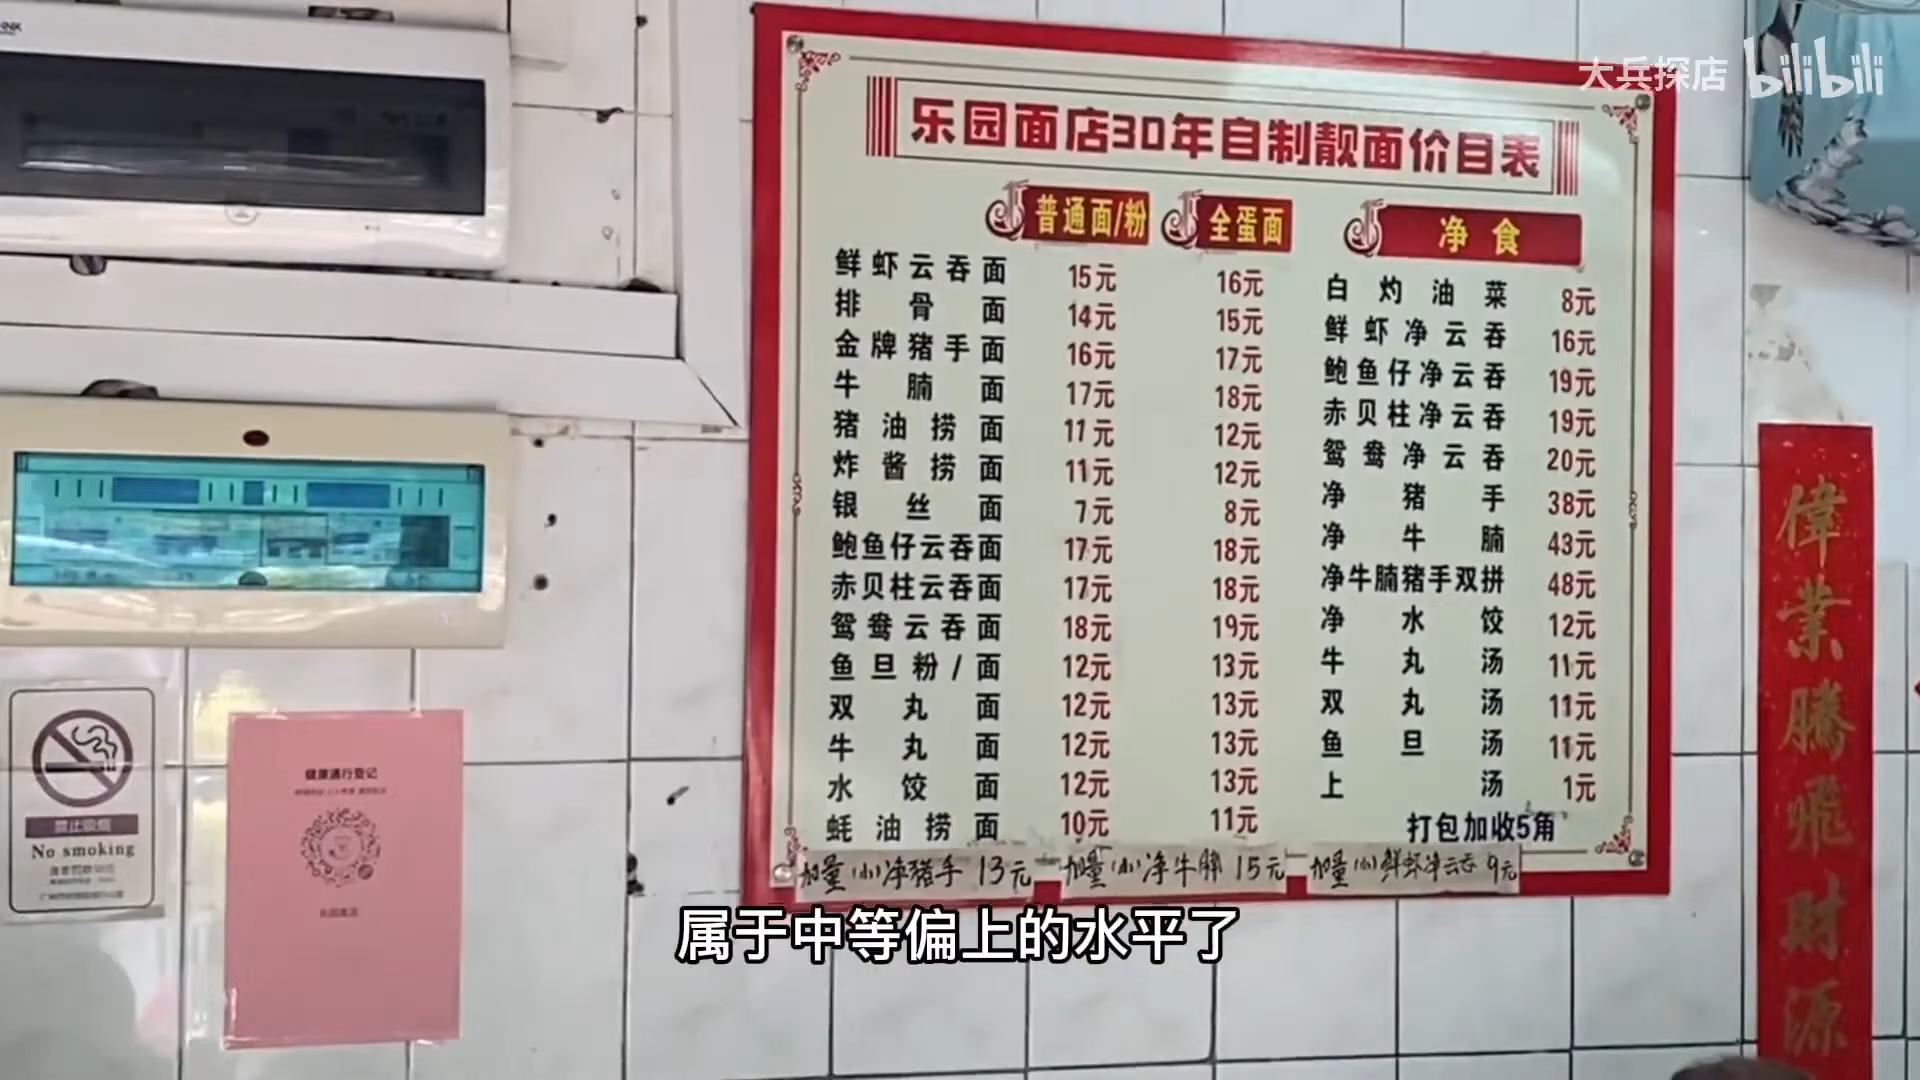 大兵探店 bilibili
乐园面店30年自制靓面价目表
普通面/粉 全蛋面 净食
鲜虾云吞面 15元 16元
排骨面 14元 15元
金牌猪手面 16元 17元
牛腩面 17元 18元
猪油捞面 11元 12元
炸酱捞面 11元 12元
银丝面 7元 8元
鲍鱼仔云吞面 17元 18元
赤贝柱云吞面 17元 18元
鸳鸯云吞面 18元 19元
鱼旦粉/面 12元 13元
双丸面 12元 13元
牛丸面 12元 13元
水饺面 12元 13元
蚝油捞面 10元 11元
白灼油菜 8元
鲜虾净云吞 16元
鲍鱼仔净云吞 19元
赤贝柱净云吞 19元
鸳鸯净云吞 20元
净猪手 38元
净牛腩 43元
净牛腩猪手双拼 48元
净水饺 12元
牛丸汤 11元
双丸汤 11元
鱼旦汤 11元
上汤 1元
打包加收5角
加量(小)净猪手 13元
加量(小)净牛腩 15元
加量(小)鲜虾净云吞 9元
偉業騰飛財源
禁止吸烟
No smoking
健康通行登记
乐园面店
属于中等偏上的水平了